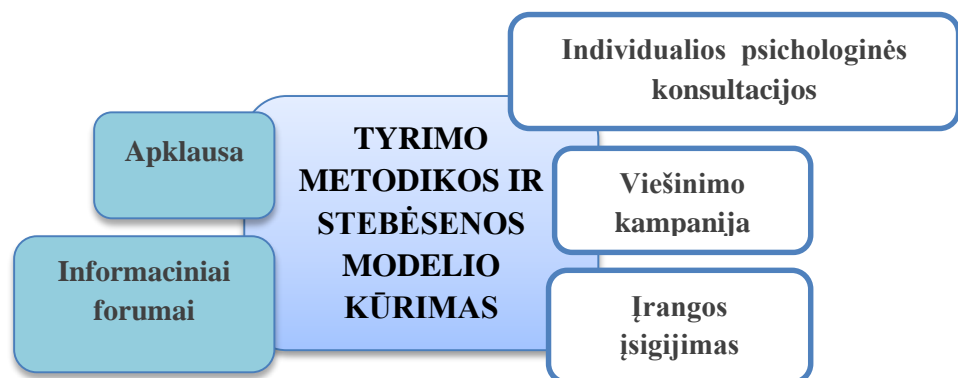 Individualios psichologinės
konsultacijos
Apklausa
TYRIMO
METODIKOS IR
STEBĖSENOS
MODELIO
KŪRIMAS
Viešinimo
kampanija
Informaciniai
forumai
Įrangos
įsigijimas